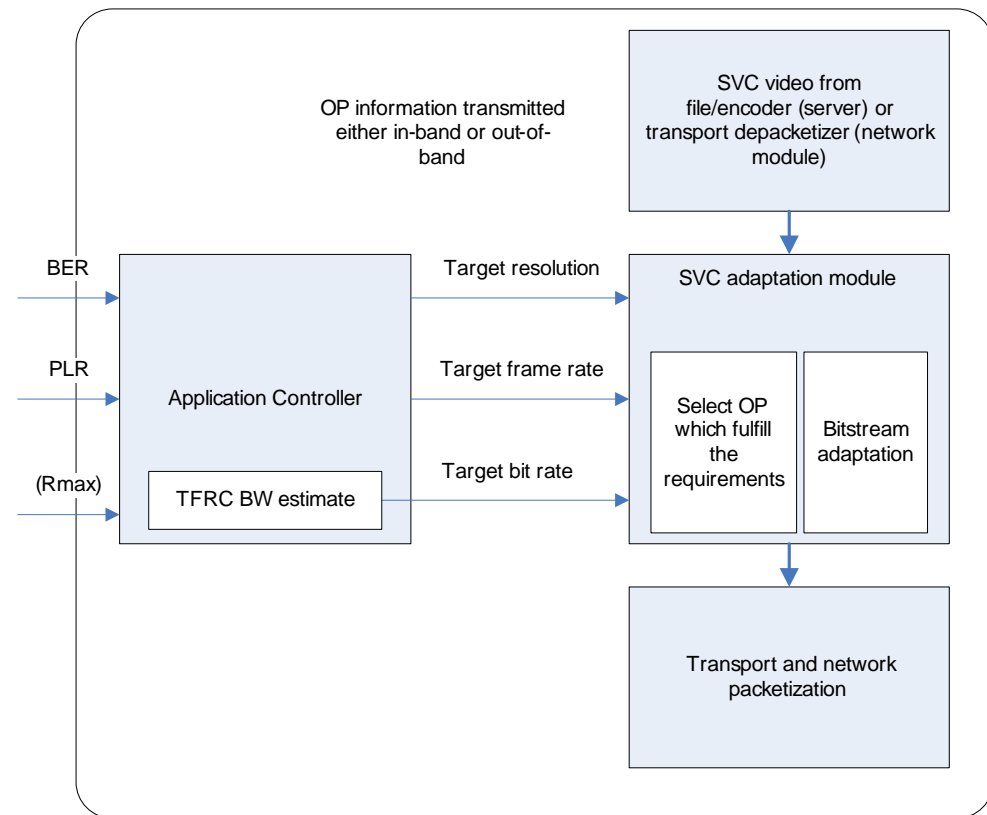 SVC video from
file/encoder (server) or
transport depacketizer (network
module)
OP information transmitted
either in-band or out-of-
band
BER
Target resolution
SVC adaptation module
PLR
Target frame rate
Application Controller
Select OP
which fulfill
the
requirements
Bitstream
adaptation
(Rmax)
Target bit rate
TFRC BW estimate
Transport and network
packetization